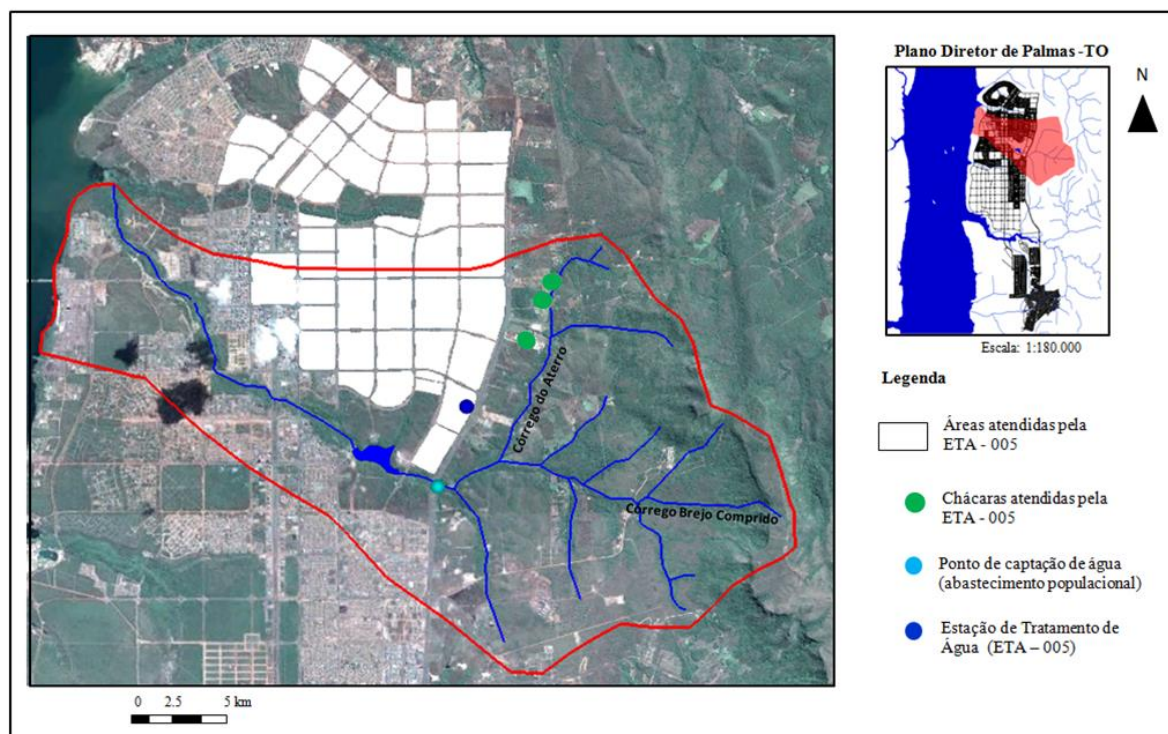 Plano Diretor de Palmas -TO
N
Escala: 1:180.000
Legenda
Áreas atendidas pela
ETA - 005
Chácaras atendidas pela
ETA - 005
Ponto de captação de água
(abastecimento populacional)
Estação de Tratamento de
Água (ETA – 005)
Córrego do Aterro
Córrego Brejo Comprido
0 2.5 5 km